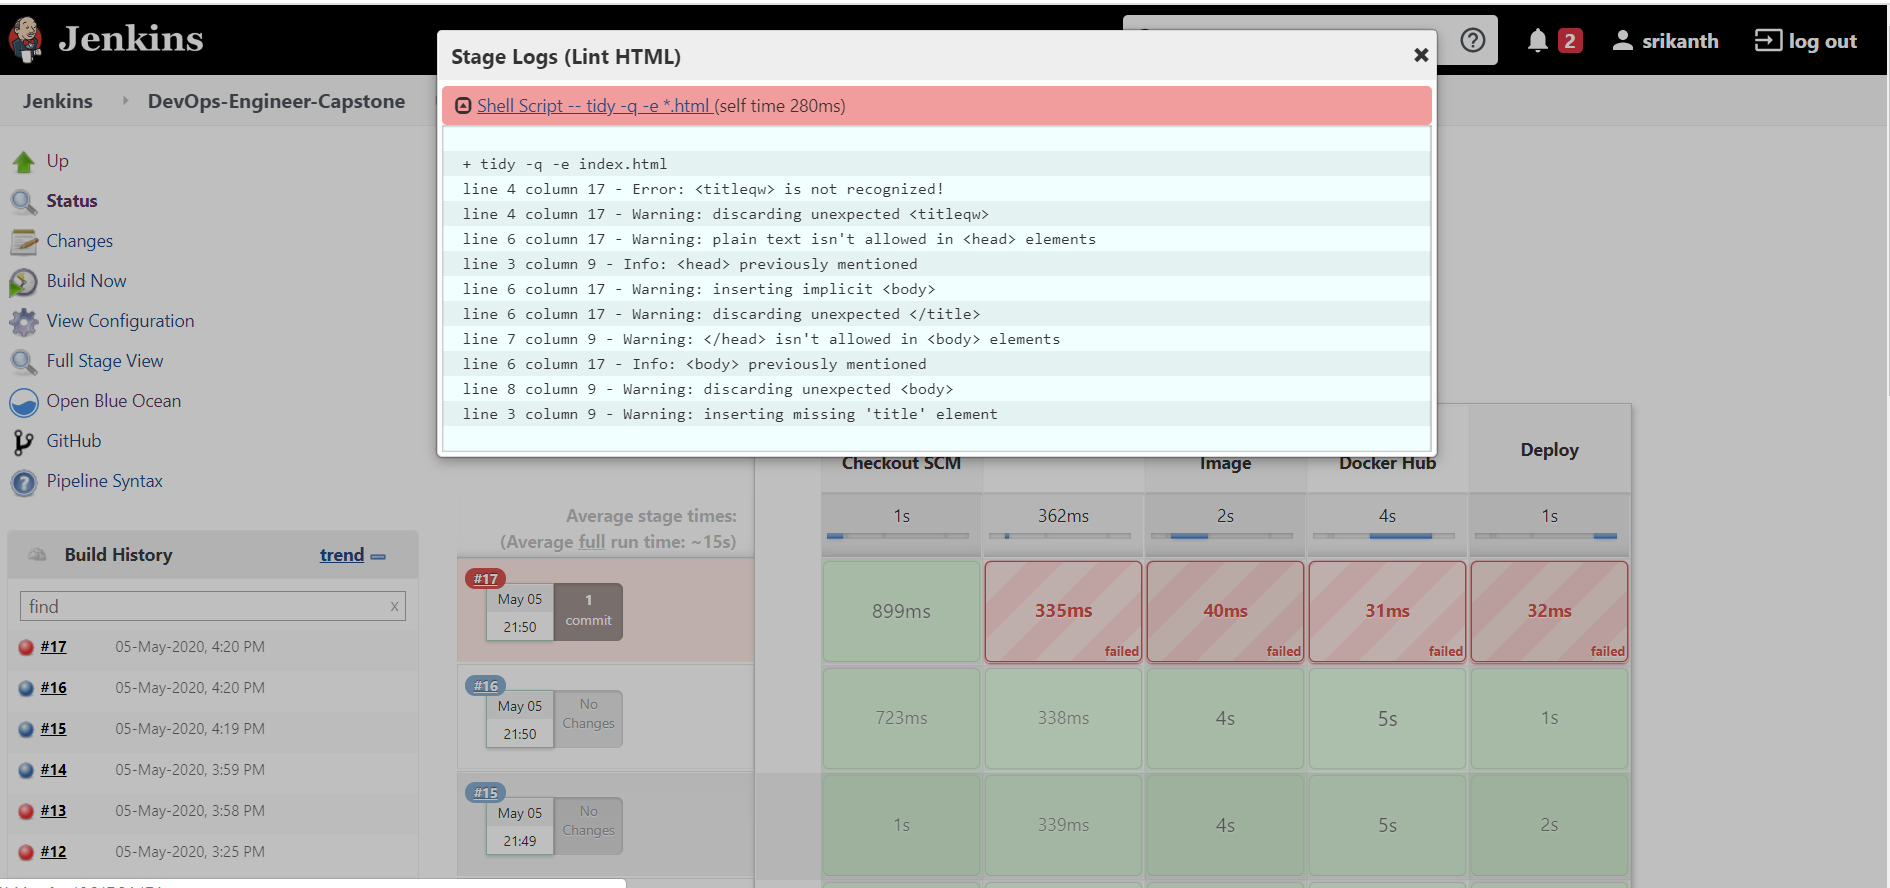 Jenkins
2
srikanth
log out
Jenkins
DevOps-Engineer-Capstone
Stage Logs (Lint HTML)
Shell Script -- tidy -q -e *.html (self time 280ms)
+ tidy -q -e index.html
line 4 column 17 - Error: <titleqw> is not recognized!
line 4 column 17 - Warning: discarding unexpected <titleqw>
line 6 column 17 - Warning: plain text isn't allowed in <head> elements
line 3 column 9 - Info: <head> previously mentioned
line 6 column 17 - Warning: inserting implicit <body>
line 6 column 17 - Warning: discarding unexpected </title>
line 7 column 9 - Warning: </head> isn't allowed in <body> elements
line 6 column 17 - Info: <body> previously mentioned
line 8 column 9 - Warning: discarding unexpected <body>
line 3 column 9 - Warning: inserting missing 'title' element
Up
Status
Changes
Build Now
View Configuration
Full Stage View
Open Blue Ocean
GitHub
Pipeline Syntax
Build History
trend
find
x
#17 05-May-2020, 4:20 PM
#16 05-May-2020, 4:20 PM
#15 05-May-2020, 4:19 PM
#14 05-May-2020, 3:59 PM
#13 05-May-2020, 3:58 PM
#12 05-May-2020, 3:25 PM
Checkout SCM
Image
Docker Hub
Deploy
Average stage times:
(Average full run time: ~15s)
1s
362ms
2s
4s
1s
#17
May 05
21:50
1
commit
899ms
335ms
failed
40ms
failed
31ms
failed
32ms
failed
#16
May 05
21:50
No
Changes
723ms
338ms
4s
5s
1s
#15
May 05
21:49
No
Changes
1s
339ms
4s
5s
2s